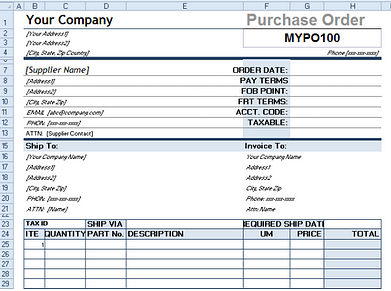 A B C D E F G H
1 Your Company Purchase Order
2 [Your Address1] MYPO100
3 [Your Address2]
4 [City, State, Zip Country] Phone [xxx-xxx-xxxx]
7 [Supplier Name] ORDER DATE:
8 [Address1] PAY TERMS
9 [Address2] FOB POINT:
10 [City, State Zip] FRT TERMS:
11 EMAIL [abc@company.com] ACCT. CODE:
12 PHON: [xxx-xxx-xxxx] TAXABLE:
13 ATTN: [Supplier Contact]
15 Ship To: Invoice To:
16 [Your Company Name] Your Company Name
17 [Address1] Address1
18 [Address2] Address2
19 [City, State Zip] City, State Zip
20 PHON: [xxx-xxx-xxxx] Phone: xxx-xxx-xxxx
21 ATTN: [Name] Attn: Name
23 TAX ID SHIP VIA EQUIRED SHIP DATE
24 ITE QUANTITY PART No. DESCRIPTION UM PRICE TOTAL
25 1
26
27
28
29